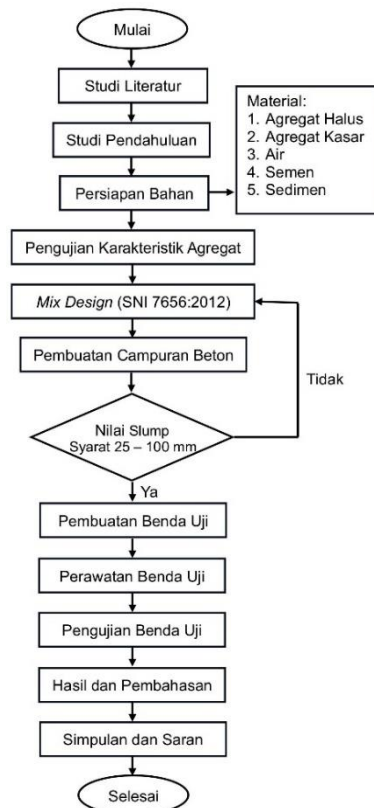 Mulai
Studi Literatur
Studi Pendahuluan
Persiapan Bahan
Material:
1. Agregat Halus
2. Agregat Kasar
3. Air
4. Semen
5. Sedimen
Pengujian Karakteristik Agregat
Mix Design (SNI 7656:2012)
Pembuatan Campuran Beton
Tidak
Nilai Slump
Syarat 25 – 100 mm
Ya
Pembuatan Benda Uji
Perawatan Benda Uji
Pengujian Benda Uji
Hasil dan Pembahasan
Simpulan dan Saran
Selesai